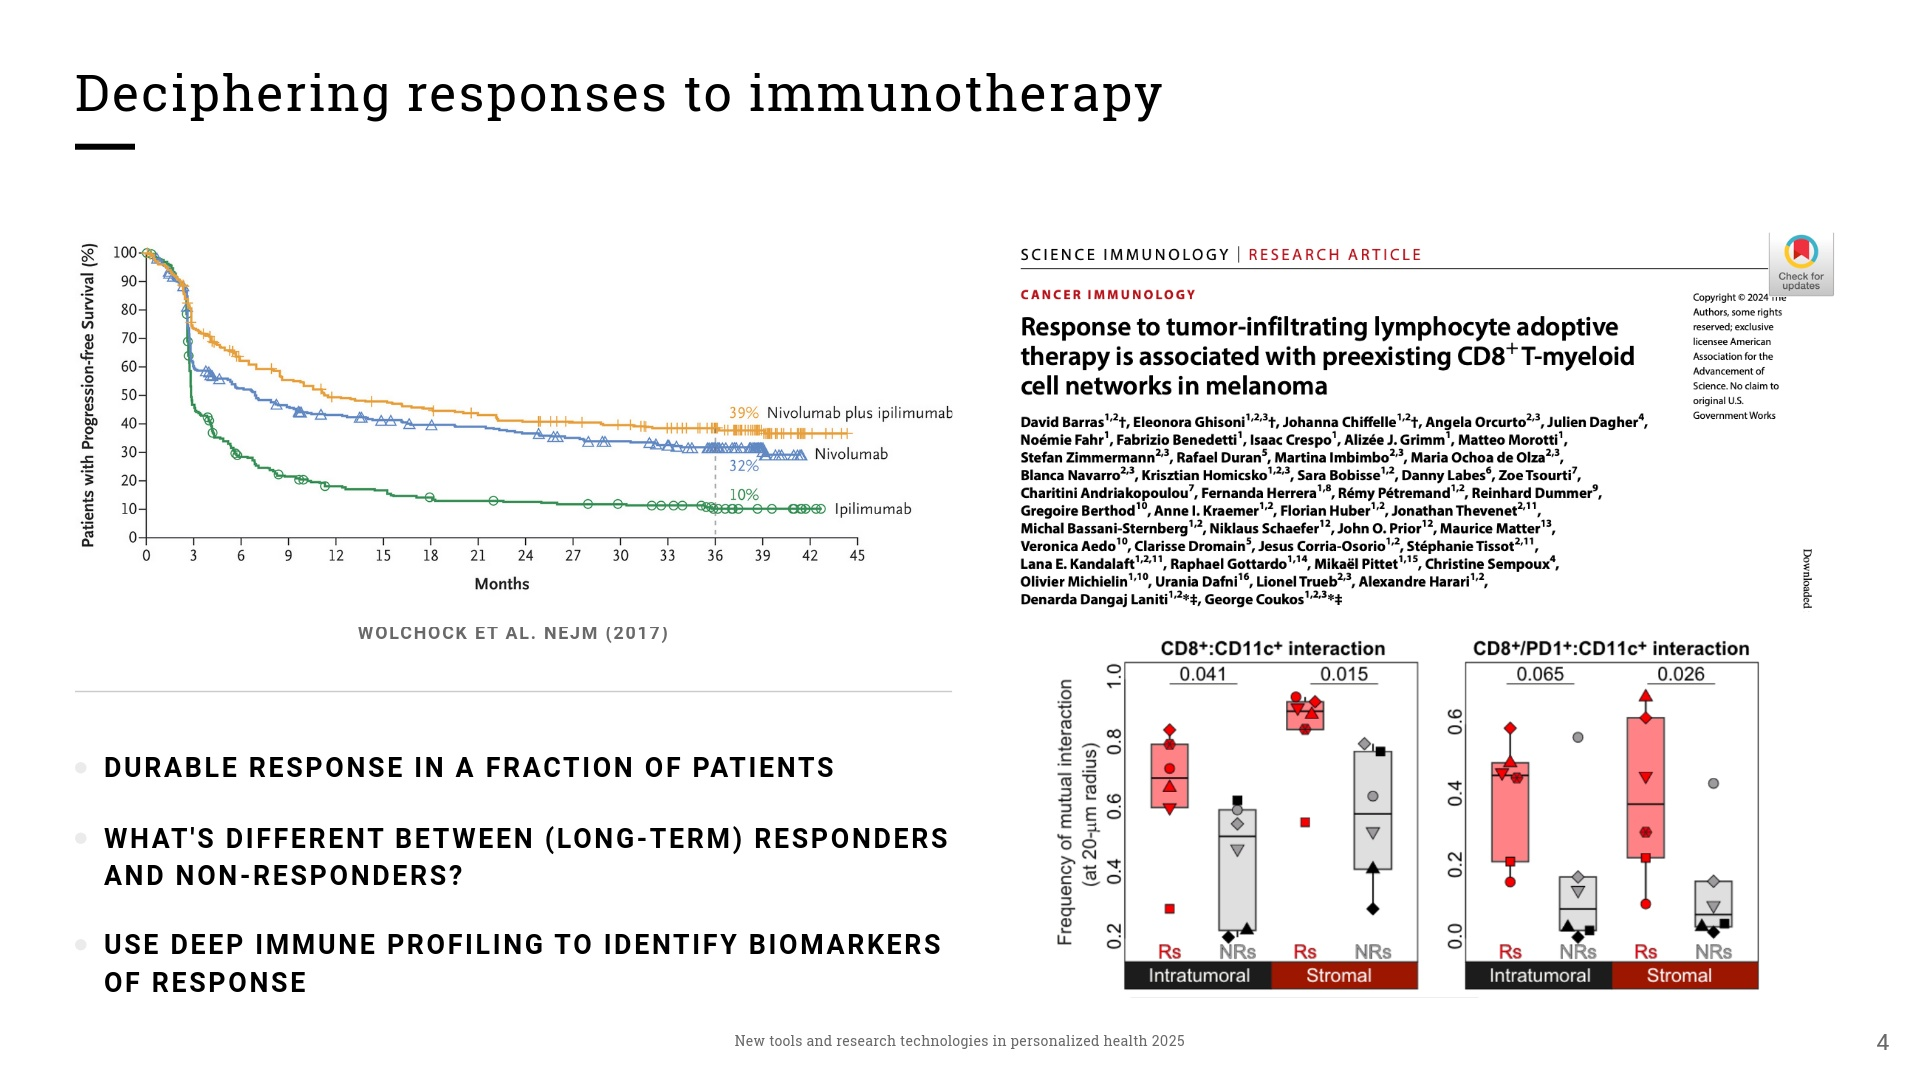 Deciphering responses to immunotherapy
Patients with Progression-free Survival (%)
100
90
80
70
60
50
40
30
20
10
0
0 3 6 9 12 15 18 21 24 27 30 33 36 39 42 45
Months
39% Nivolumab plus ipilimumab
Nivolumab
32%
10%
Ipilimumab
WOLCHOCK ET AL. NEJM (2017)
DURABLE RESPONSE IN A FRACTION OF PATIENTS
WHAT'S DIFFERENT BETWEEN (LONG-TERM) RESPONDERS
AND NON-RESPONDERS?
USE DEEP IMMUNE PROFILING TO IDENTIFY BIOMARKERS
OF RESPONSE
SCIENCE IMMUNOLOGY | RESEARCH ARTICLE
Check for
updates
CANCER IMMUNOLOGY
Response to tumor-infiltrating lymphocyte adoptive
therapy is associated with preexisting CD8⁺ T-myeloid
cell networks in melanoma
Copyright © 2024 The
Authors, some rights
reserved; exclusive
licensee American
Association for the
Advancement of
Science. No claim to
original U.S.
Government Works
David Barras1,2†, Eleonora Ghisoni1,2,3†, Johanna Chiffelle1,2†, Angela Orcurto2,3, Julien Dagher4,
Noémie Fahr1, Fabrizio Benedetti1, Isaac Crespo1, Alizée J. Grimm1, Matteo Morotti1,
Stefan Zimmermann2,3, Rafael Duran5, Martina Imbimbo2,3, Maria Ochoa de Olza2,3,
Blanca Navarro2,3, Krisztian Homicsko1,2,3, Sara Bobisse1,2, Danny Labes6, Zoe Tsourti7,
Charitini Andriakopoulou7, Fernanda Herrera1,8, Rémy Pétremand1,2, Reinhard Dummer9,
Gregoire Berthod10, Anne I. Kraemer1,2, Florian Huber1,2, Jonathan Thevenet2,11,
Michal Bassani-Sternberg1,2, Niklaus Schaefer12, John O. Prior12, Maurice Matter13,
Veronica Aedo10, Clarisse Dromain5, Jesus Corria-Osorio1,2, Stéphanie Tissot2,11,
Lana E. Kandalaft1,2,11, Raphael Gottardo1,14, Mikaël Pittet1,15, Christine Sempoux4,
Olivier Michielin1,10, Urania Dafni16, Lionel Trueb2,3, Alexandre Harari1,2,
Denarda Dangaj Laniti1,2*‡, George Coukos1,2,3*‡
Downloaded
CD8⁺:CD11c⁺ interaction
0.041 0.015
Frequency of mutual interaction
(at 20-μm radius)
1.0
0.8
0.6
0.4
0.2
Rs NRs Rs NRs
Intratumoral Stromal
CD8⁺/PD1⁺:CD11c⁺ interaction
0.065 0.026
0.6
0.4
0.2
0.0
Rs NRs Rs NRs
Intratumoral Stromal
New tools and research technologies in personalized health 2025
4